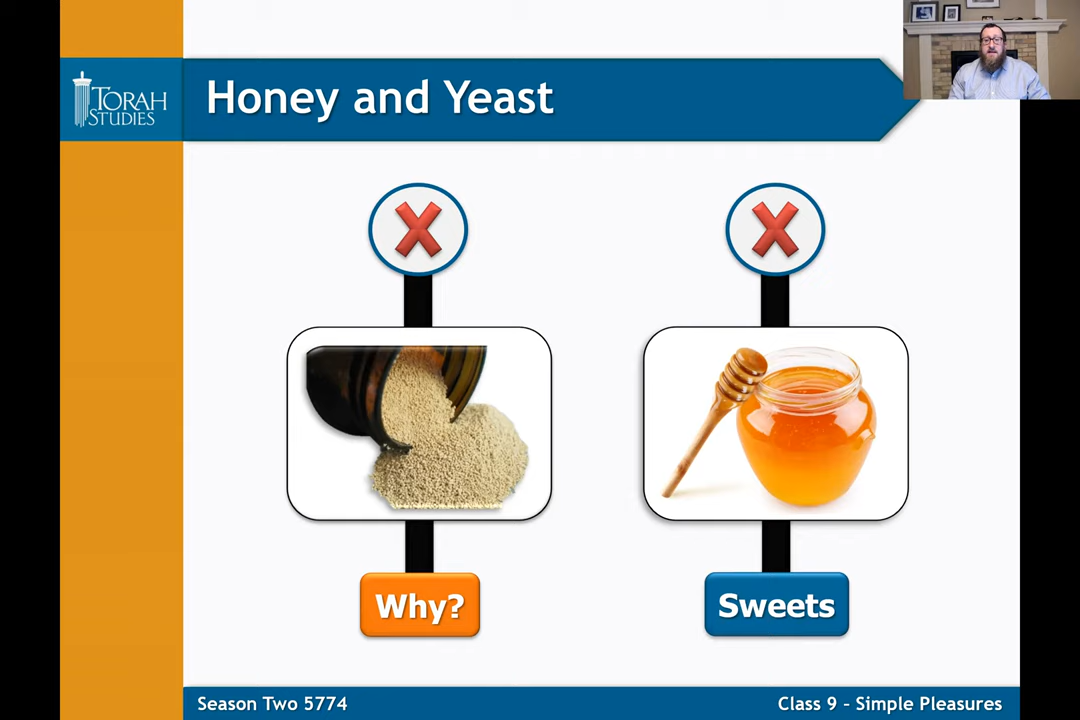 TORAH
STUDIES
Honey and Yeast
Why?
Sweets
Season Two 5774
Class 9 – Simple Pleasures